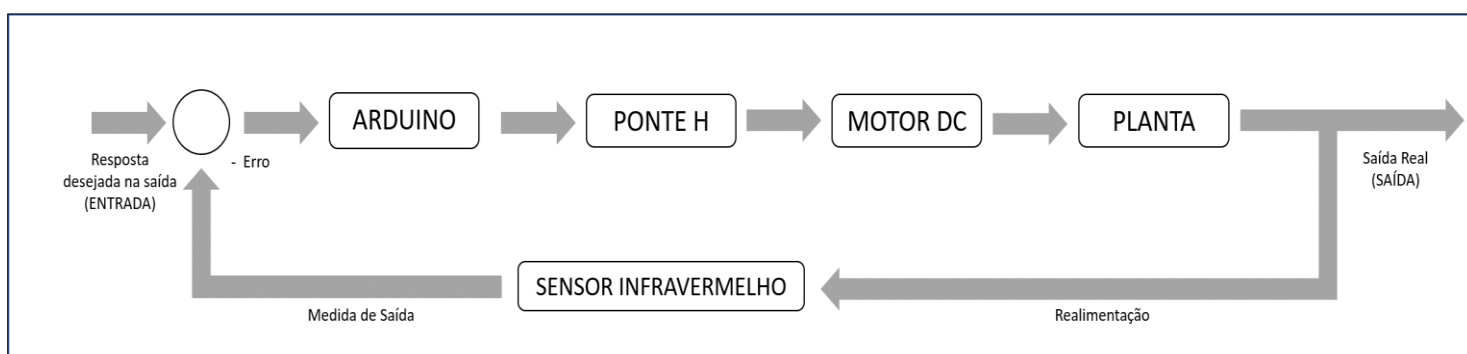 ARDUINO
PONTE H
MOTOR DC
PLANTA
Resposta
desejada na saída
(ENTRADA)
- Erro
Saída Real
(SAÍDA)
SENSOR INFRAVERMELHO
Medida de Saída
Realimentação